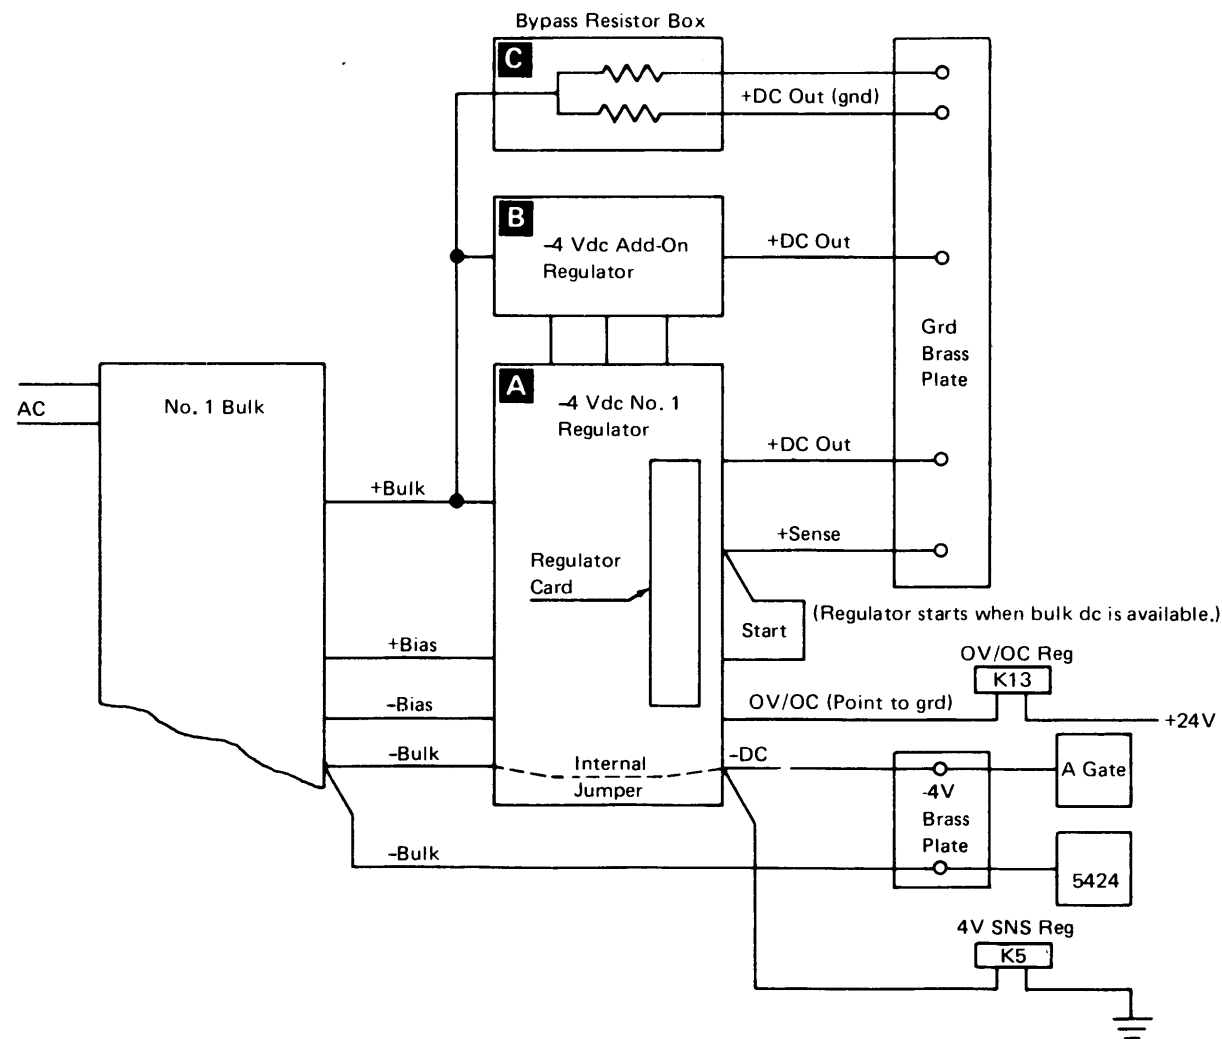 Bypass Resistor Box
C
+DC Out (gnd)
B
-4 Vdc Add-On
Regulator
+DC Out
Grd
Brass
Plate
A
-4 Vdc No. 1
Regulator
No. 1 Bulk
AC
+DC Out
+Bulk
+Sense
Regulator
Card
(Regulator starts when bulk dc is available.)
Start
+Bias
OV/OC Reg
K13
-Bias
OV/OC (Point to grd)
+24V
-Bulk
Internal
Jumper
-DC
A Gate
-4V
Brass
Plate
-Bulk
5424
4V SNS Reg
K5